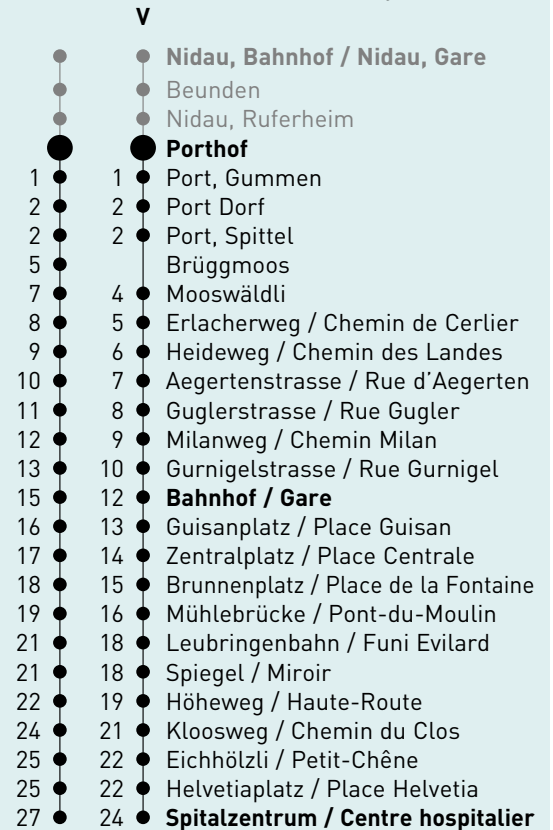 V
Nidau, Bahnhof / Nidau, Gare
Beunden
Nidau, Ruferheim
Porthof
1 1 Port, Gummen
2 2 Port Dorf
2 2 Port, Spittel
5 Brüggmoos
7 4 Mooswäldli
8 5 Erlacherweg / Chemin de Cerlier
9 6 Heideweg / Chemin des Landes
10 7 Aegertenstrasse / Rue d'Aegerten
11 8 Guglerstrasse / Rue Gugler
12 9 Milanweg / Chemin Milan
13 10 Gurnigelstrasse / Rue Gurnigel
15 12 Bahnhof / Gare
16 13 Guisanplatz / Place Guisan
17 14 Zentralplatz / Place Centrale
18 15 Brunnenplatz / Place de la Fontaine
19 16 Mühlebrücke / Pont-du-Moulin
21 18 Leubringenbahn / Funi Evilard
21 18 Spiegel / Miroir
22 19 Höheweg / Haute-Route
24 21 Kloosweg / Chemin du Clos
25 22 Eichhölzli / Petit-Chêne
25 22 Helvetiaplatz / Place Helvetia
27 24 Spitalzentrum / Centre hospitalier